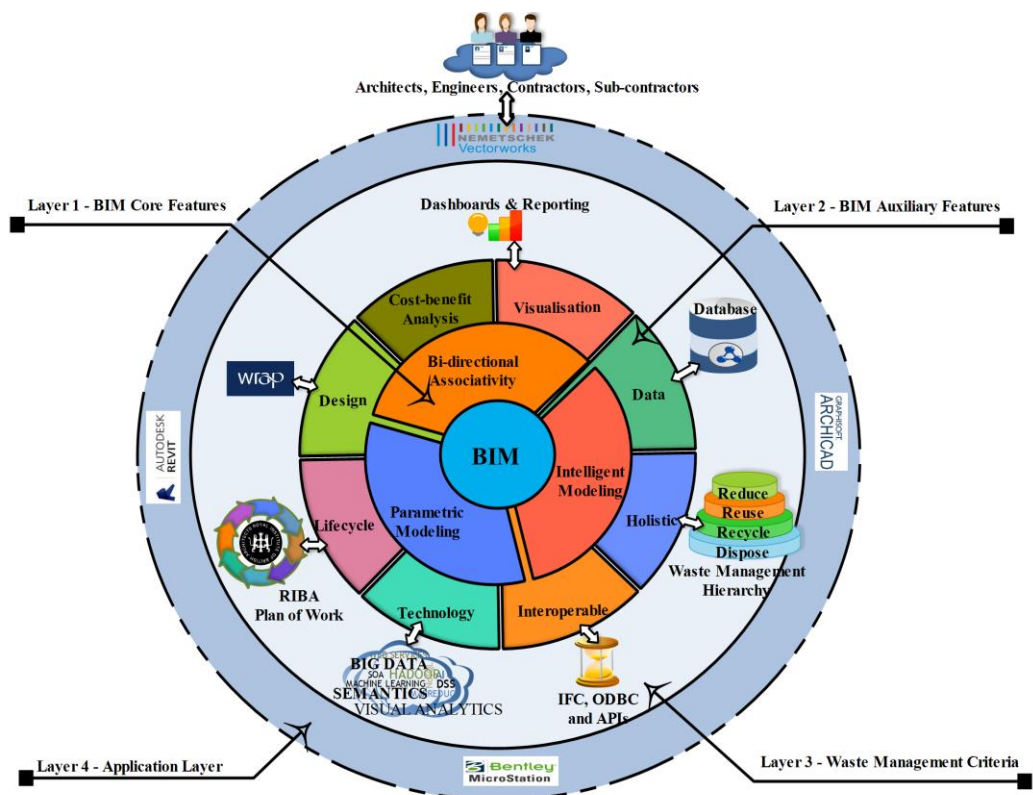 Architects, Engineers, Contractors, Sub-contractors
NEMETSCHEK
Vectorworks
Layer 1 - BIM Core Features
Layer 2 - BIM Auxiliary Features
Dashboards & Reporting
Cost-benefit
Analysis
Visualisation
Database
Bi-directional
Associativity
wrap
Design
Data
AUTODESK
REVIT
GRAPHISOFT
ARCHICAD
BIM
Intelligent
Modeling
Parametric
Modeling
Lifecycle
Holistic
Reduce
Reuse
Recycle
Dispose
Waste Management
Hierarchy
RIBA
Plan of Work
Technology
Interoperable
BIG DATA
SOA HADOOP
MACHINE LEARNING DSS
SEMANTICS
VISUAL ANALYTICS
IFC, ODBC
and APIs
Layer 4 - Application Layer
Layer 3 - Waste Management Criteria
Bentley
MicroStation